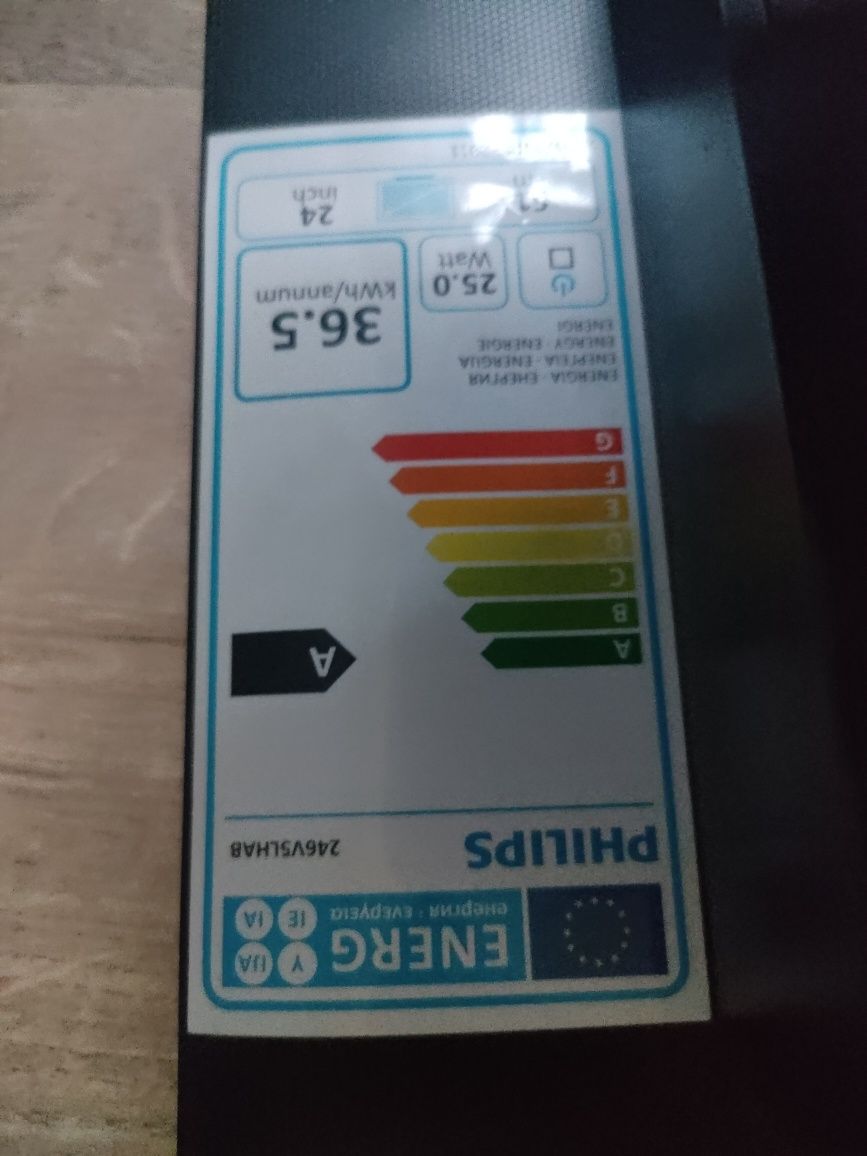 ENERG
енергия · ενεργεια
Y IJA
IE IA
PHILIPS 246V5LHAB
A
B
C
D
E
F
G
A
ENERGIA · ЕНЕРГИЯ
ΕΝΕΡΓΕΙΑ · ENERGIJA
ENERGY · ENERGIE
ENERGI
25.0
Watt
36.5
kWh/annum
61
24
inch